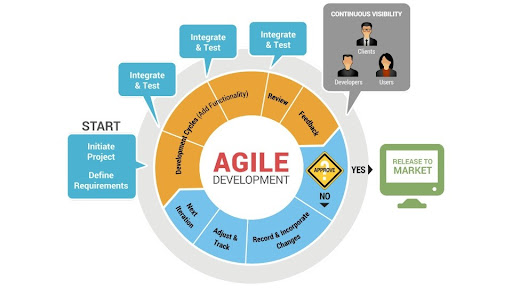 START
Initiate
Project
Define
Requirements
Integrate
& Test
Integrate
& Test
Integrate
& Test
CONTINUOUS VISIBILITY
Clients
Developers
Users
Development Cycles (Add Functionality)
Review
Feedback
AGILE
DEVELOPMENT
APPROVE
?
YES
NO
RELEASE TO
MARKET
Record & Incorporate
Changes
Adjust &
Track
Next
Iteration